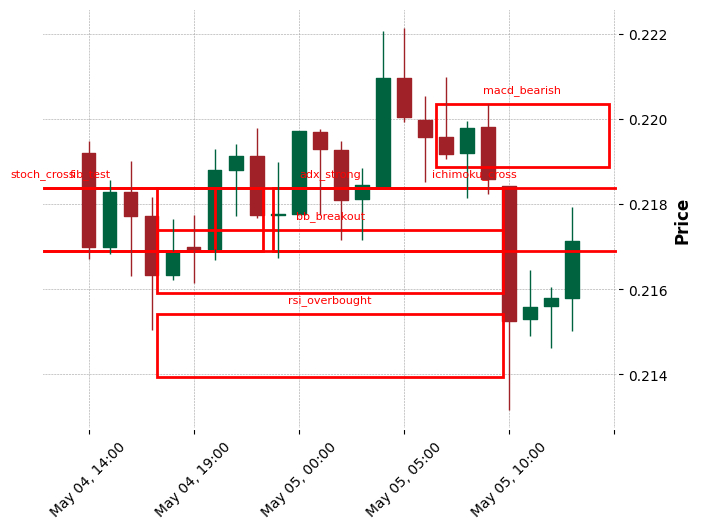 0.222
macd_bearish
0.220
stoch_cross
fib_test
adx_strong
ichimoku_cross
0.218
bb_breakout
0.216
rsi_overbought
0.214
Price
May 04, 14:00
May 04, 19:00
May 05, 00:00
May 05, 05:00
May 05, 10:00